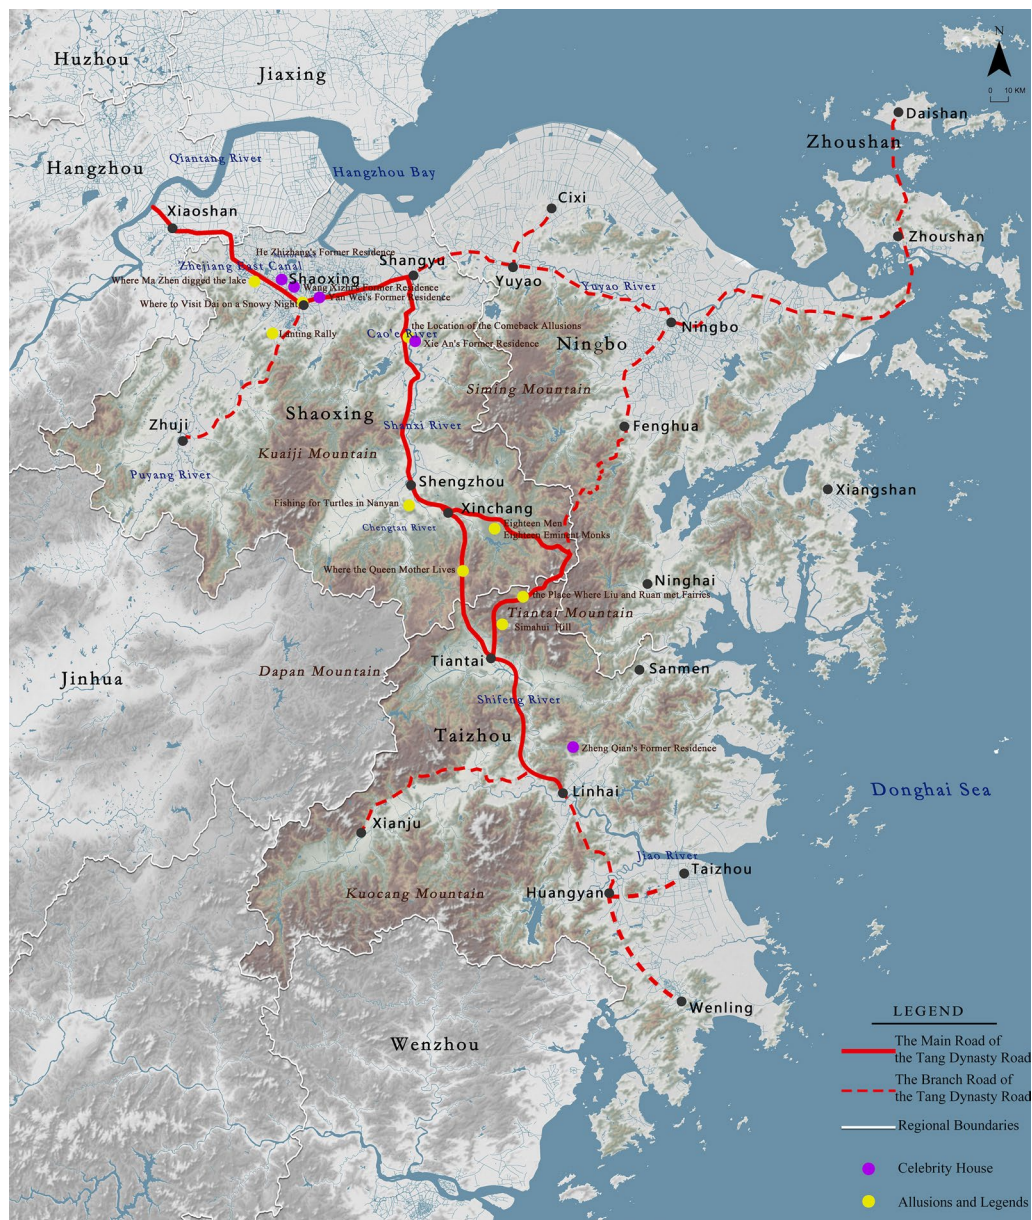 N
0 10 KM
Huzhou
Jiaxing
Daishan
Zhoushan
Hangzhou
Qiantang River
Hangzhou Bay
Cixi
Xiaoshan
Zhoushan
He Zhizhang's Former Residence
Shangyu
Zhejiang East Canal
Yuyao
Where Ma Zhen digged the lake
Shaoxing
Wang Xizhi's Former Residence
Yuyao River
Where to Visit Dai on a Snowy Night
Yan Wei's Former Residence
Lanting Rally
the Location of the Comeback Allusions
Cao'e River
Xie An's Former Residence
Ningbo
Ningbo
Siming Mountain
Shaoxing
Zhuji
Shanxi River
Fenghua
Kuaiji Mountain
Puyang River
Shengzhou
Xiangshan
Fishing for Turtles in Nanyan
Xinchang
Chengtan River
Eighteen Men
Eighteen Eminent Monks
Where the Queen Mother Lives
Ninghai
the Place Where Liu and Ruan met Fairies
Tiantai Mountain
Simahui Hill
Tiantai
Sanmen
Dapan Mountain
Jinhua
Shifeng River
Taizhou
Zheng Qian's Former Residence
Linhai
Donghai Sea
Xianju
Jiao River
Taizhou
Kuocang Mountain
Huangyan
Wenling
Wenzhou
LEGEND
The Main Road of
the Tang Dynasty Road
The Branch Road of
the Tang Dynasty Road
Regional Boundaries
Celebrity House
Allusions and Legends